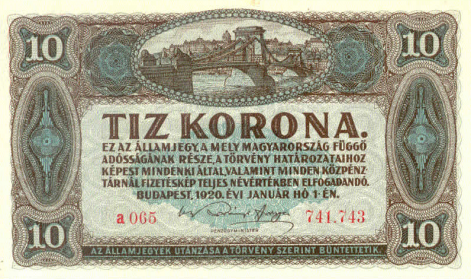 10 10
TIZ KORONA.
EZ AZ ÁLLAMJEGY, A MELY MAGYARORSZÁG FÜGGŐ
ADÓSSÁGÁNAK RÉSZE, A TÖRVÉNY HATÁROZATAIHOZ
KÉPEST MINDENKI ÁLTAL, VALAMINT MINDEN KÖZPÉNZ-
TÁRNÁL FIZETÉSKÉP TELJES NÉVÉRTÉKBEN ELFOGADANDÓ.
BUDAPEST, 1920. ÉVI JANUÁR HÓ 1-ÉN.
a 065 741.743
PÉNZÜGYMINISTER
10 10
AZ ÁLLAMJEGYEK UTÁNZÁSA A TÖRVÉNY SZERINT BÜNTETTETIK.